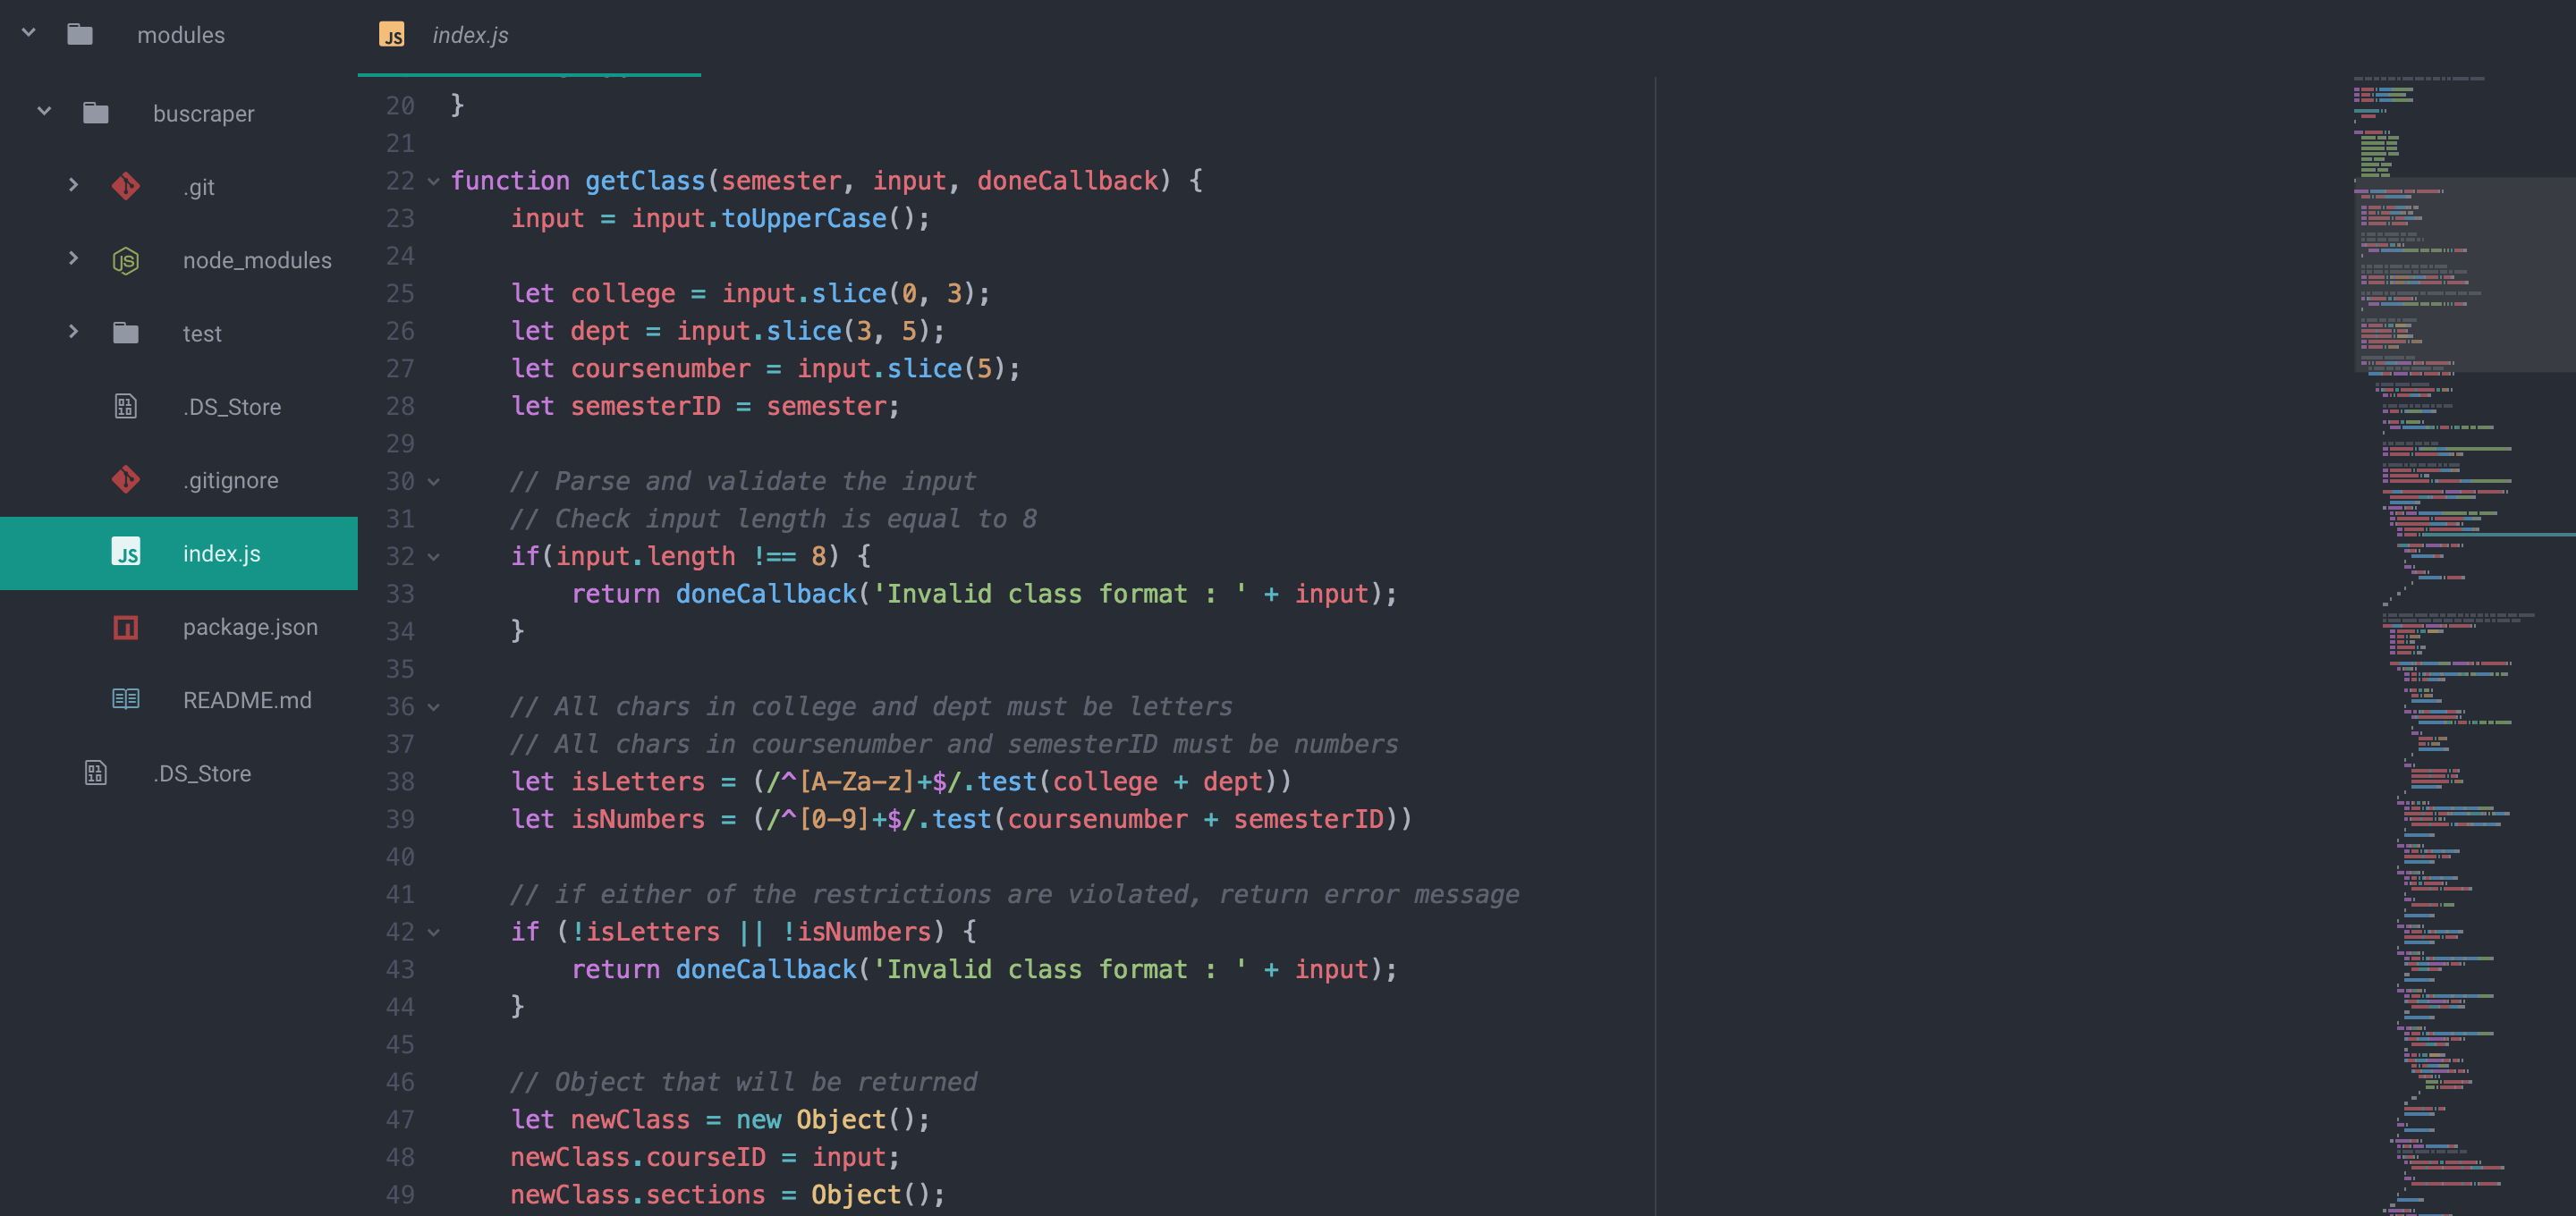 modules
index.js
buscraper
.git
node_modules
test
.DS_Store
.gitignore
index.js
package.json
README.md
.DS_Store
20 }
21
22 function getClass(semester, input, doneCallback) {
23     input = input.toUpperCase();
24
25     let college = input.slice(0, 3);
26     let dept = input.slice(3, 5);
27     let coursenumber = input.slice(5);
28     let semesterID = semester;
29
30     // Parse and validate the input
31     // Check input length is equal to 8
32     if(input.length !== 8) {
33         return doneCallback('Invalid class format : ' + input);
34     }
35
36     // All chars in college and dept must be letters
37     // All chars in coursenumber and semesterID must be numbers
38     let isLetters = (/^[A-Za-z]+$/.test(college + dept))
39     let isNumbers = (/^[0-9]+$/.test(coursenumber + semesterID))
40
41     // if either of the restrictions are violated, return error message
42     if (!isLetters || !isNumbers) {
43         return doneCallback('Invalid class format : ' + input);
44     }
45
46     // Object that will be returned
47     let newClass = new Object();
48     newClass.courseID = input;
49     newClass.sections = Object();